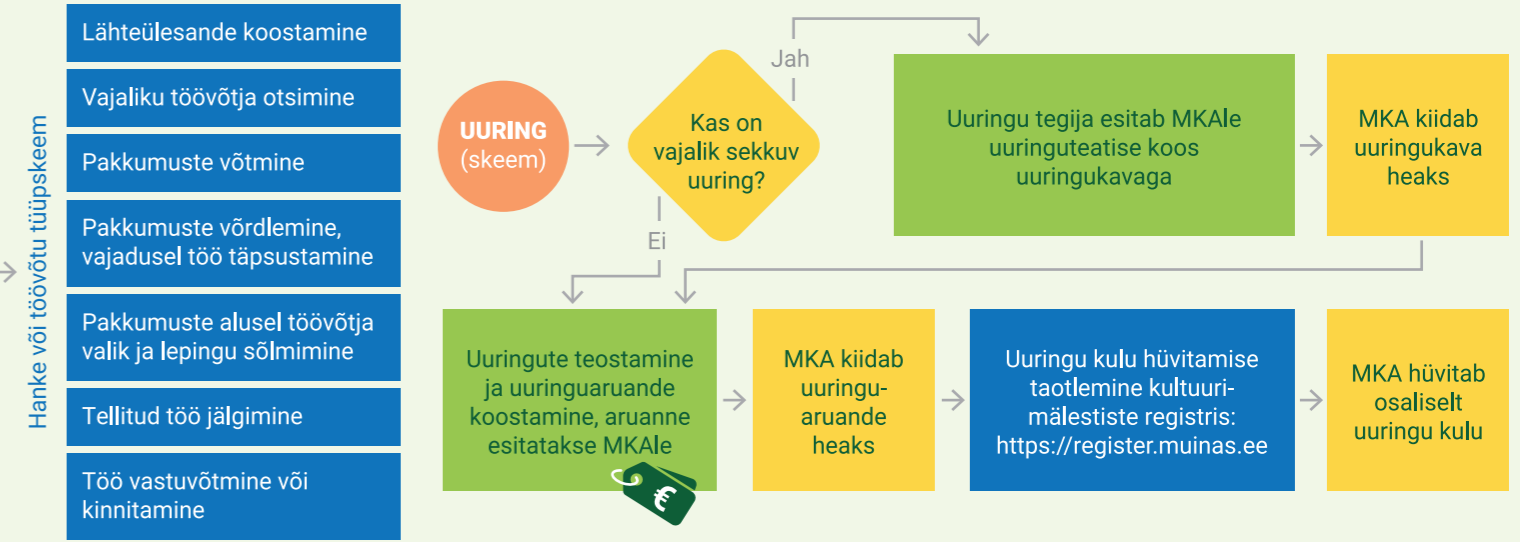 Hanke või töövõtu tüüpskeem
Lähteülesande koostamine
Vajaliku töövõtja otsimine
Pakkumuste võtmine
Pakkumuste võrdlemine,
vajadusel töö täpsustamine
Pakkumuste alusel töövõtja
valik ja lepingu sõlmimine
Tellitud töö jälgimine
Töö vastuvõtmine või
kinnitamine
UURING
(skeem)
Kas on
vajalik sekkuv
uuring?
Jah
Ei
Uuringu tegija esitab MKAle
uuringuteatise koos
uuringukavaga
MKA kiidab
uuringukava
heaks
Uuringute teostamine
ja uuringuaruande
koostamine, aruanne
esitatakse MKAle
€
MKA kiidab
uuringu-
aruande
heaks
Uuringu kulu hüvitamise
taotlemine kultuuri-
mälestiste registris:
https://register.muinas.ee
MKA hüvitab
osaliselt
uuringu kulu